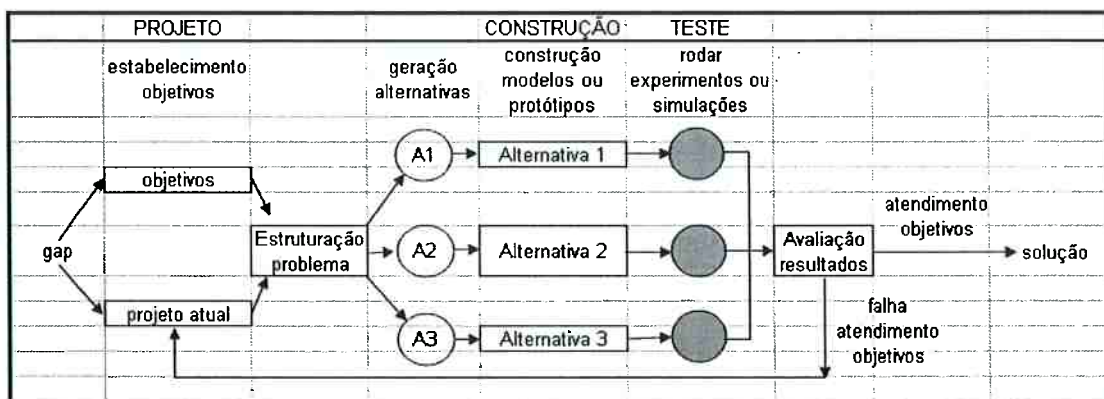 PROJETO
CONSTRUÇÃO
TESTE
estabelecimento
objetivos
geração
alternativas
construção
modelos ou
protótipos
rodar
experimentos ou
simulações
A1
Alternativa 1
objetivos
gap
Estruturação
problema
A2
Alternativa 2
Avaliação
resultados
atendimento
objetivos
solução
projeto atual
A3
Alternativa 3
falha
atendimento
objetivos